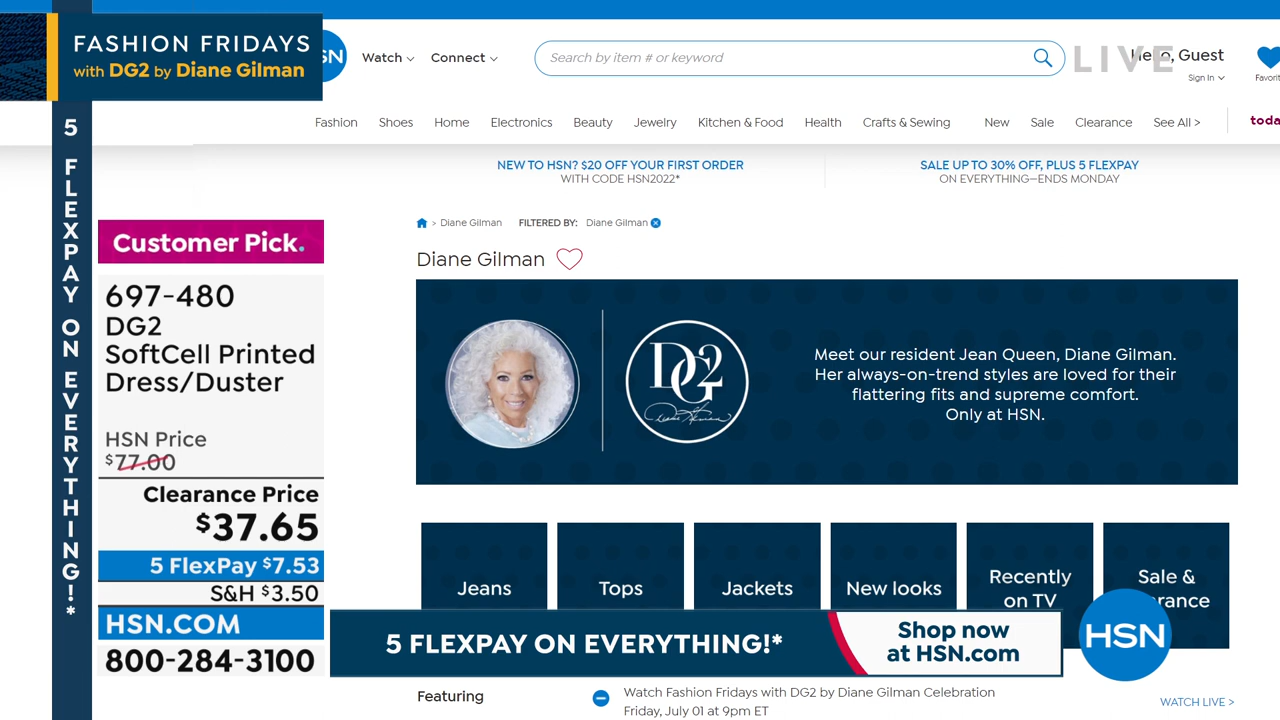 FASHION FRIDAYS
with DG2 by Diane Gilman
5 FLEXPAY ON EVERYTHING!*
Customer Pick.
697-480
DG2
SoftCell Printed
Dress/Duster
HSN Price
$77.00
Clearance Price
$37.65
5 FlexPay $7.53
S&H $3.50
HSN.COM
800-284-3100
SN
Watch
Connect
Search by item # or keyword
LIVE
Hello, Guest
Sign In
Favorit
Fashion Shoes Home Electronics Beauty Jewelry Kitchen & Food Health Crafts & Sewing New Sale Clearance See All >
toda
NEW TO HSN? $20 OFF YOUR FIRST ORDER
WITH CODE HSN2022*
SALE UP TO 30% OFF, PLUS 5 FLEXPAY
ON EVERYTHING—ENDS MONDAY
> Diane Gilman FILTERED BY: Diane Gilman
Diane Gilman
DG2
Diane Gilman
Meet our resident Jean Queen, Diane Gilman.
Her always-on-trend styles are loved for their
flattering fits and supreme comfort.
Only at HSN.
Jeans
Tops
Jackets
New looks
Recently
on TV
Sale &
arance
5 FLEXPAY ON EVERYTHING!*
Shop now
at HSN.com
HSN
Featuring
Watch Fashion Fridays with DG2 by Diane Gilman Celebration
Friday, July 01 at 9pm ET
WATCH LIVE >